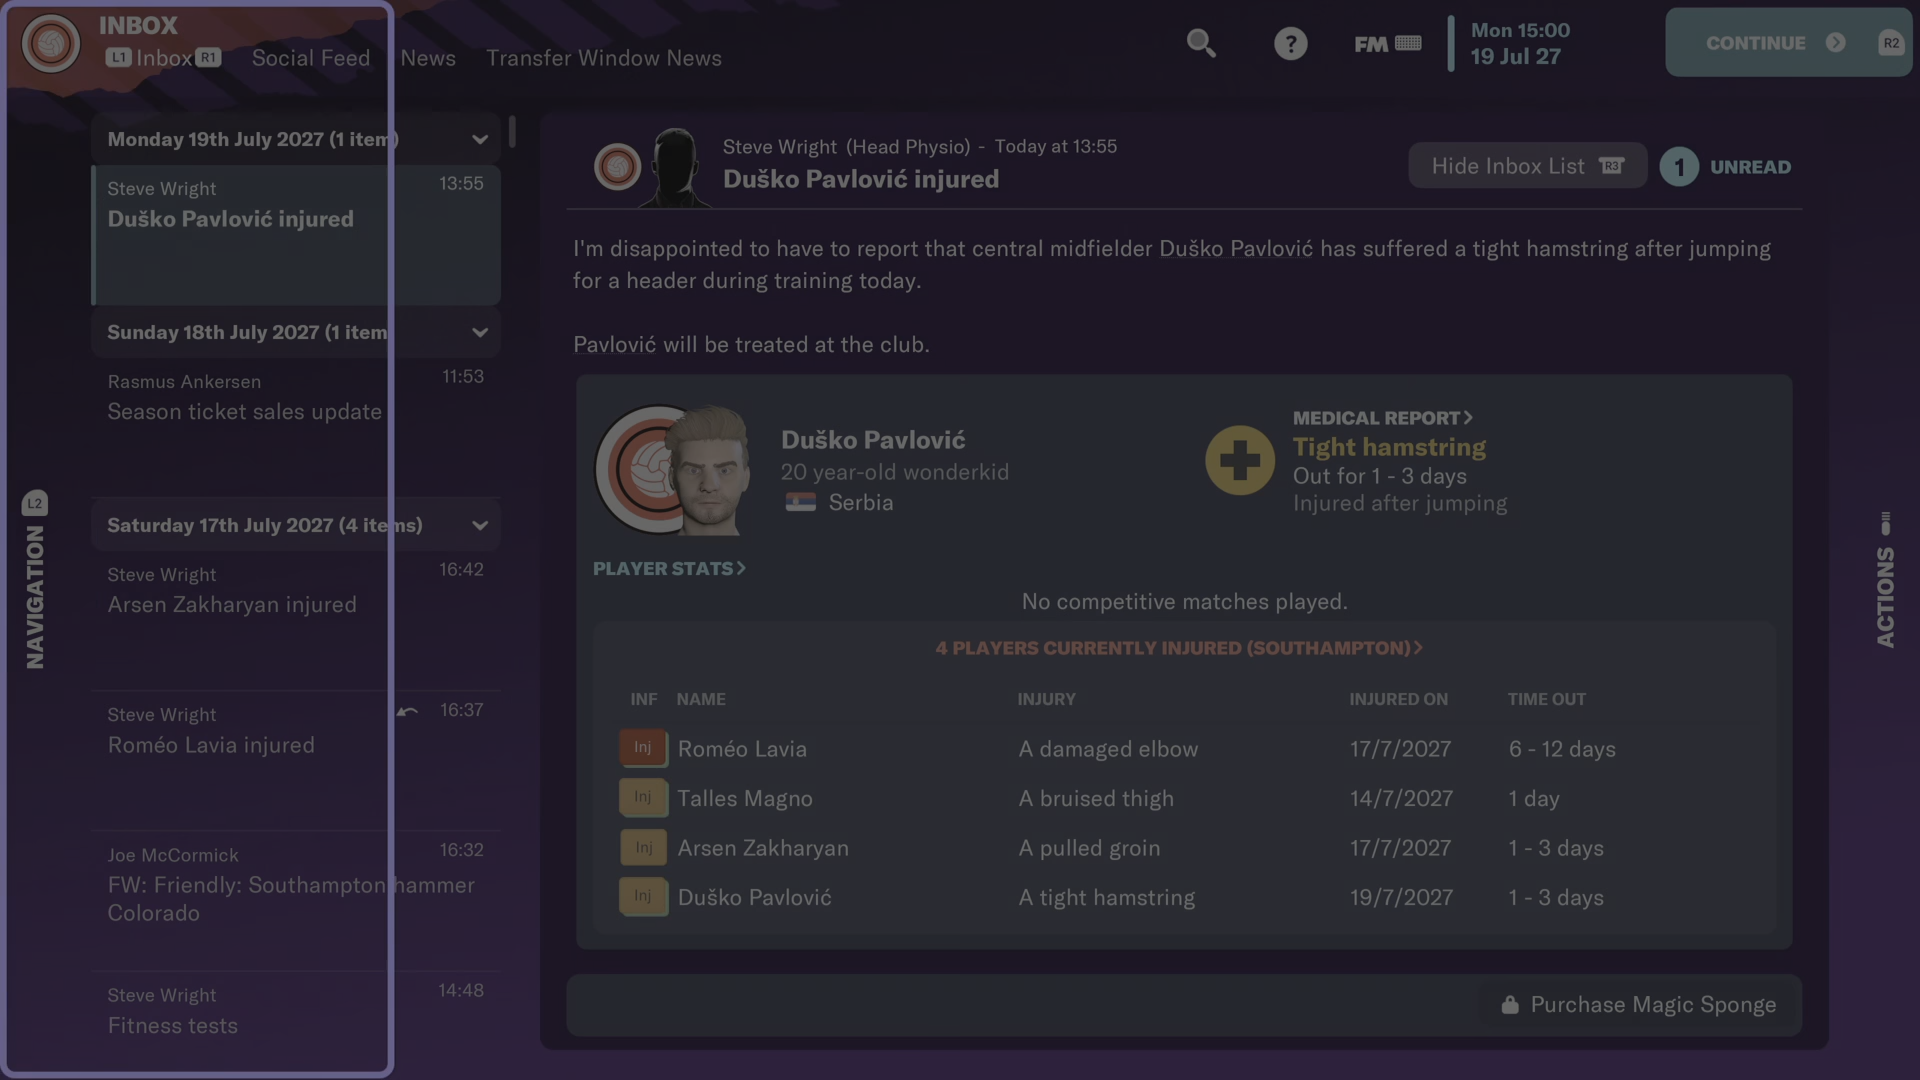 INBOX
L1 Inbox R1 Social Feed News Transfer Window News
? FM Mon 15:00
19 Jul 27
CONTINUE R2
Monday 19th July 2027 (1 item)
Steve Wright 13:55
Duško Pavlović injured
Sunday 18th July 2027 (1 item
Rasmus Ankersen 11:53
Season ticket sales update
Saturday 17th July 2027 (4 items)
Steve Wright 16:42
Arsen Zakharyan injured
Steve Wright 16:37
Roméo Lavia injured
Joe McCormick 16:32
FW: Friendly: Southampton hammer
Colorado
Steve Wright 14:48
Fitness tests
L2
NAVIGATION
Steve Wright (Head Physio) - Today at 13:55
Duško Pavlović injured
Hide Inbox List R3
1 UNREAD
I'm disappointed to have to report that central midfielder Duško Pavlović has suffered a tight hamstring after jumping
for a header during training today.
Pavlović will be treated at the club.
Duško Pavlović
20 year-old wonderkid
Serbia
MEDICAL REPORT
Tight hamstring
Out for 1 - 3 days
Injured after jumping
PLAYER STATS
No competitive matches played.
4 PLAYERS CURRENTLY INJURED (SOUTHAMPTON)
INF NAME INJURY INJURED ON TIME OUT
Inj Roméo Lavia A damaged elbow 17/7/2027 6 - 12 days
Inj Talles Magno A bruised thigh 14/7/2027 1 day
Inj Arsen Zakharyan A pulled groin 17/7/2027 1 - 3 days
Inj Duško Pavlović A tight hamstring 19/7/2027 1 - 3 days
Purchase Magic Sponge
ACTIONS